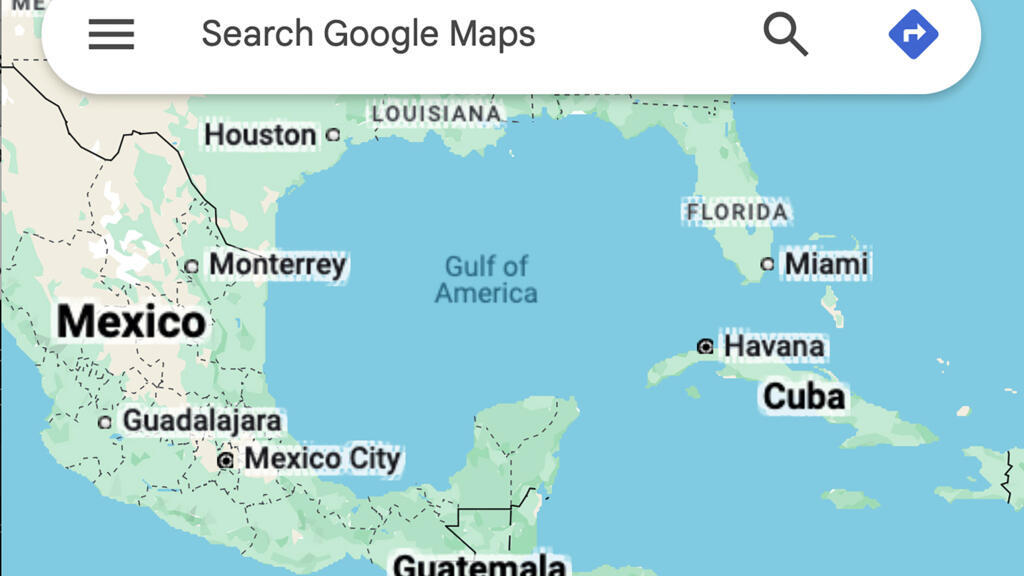 ME
Search Google Maps
LOUISIANA
Houston
FLORIDA
Monterrey
Gulf of
America
Miami
Mexico
Havana
Cuba
Guadalajara
Mexico City
Guatemala